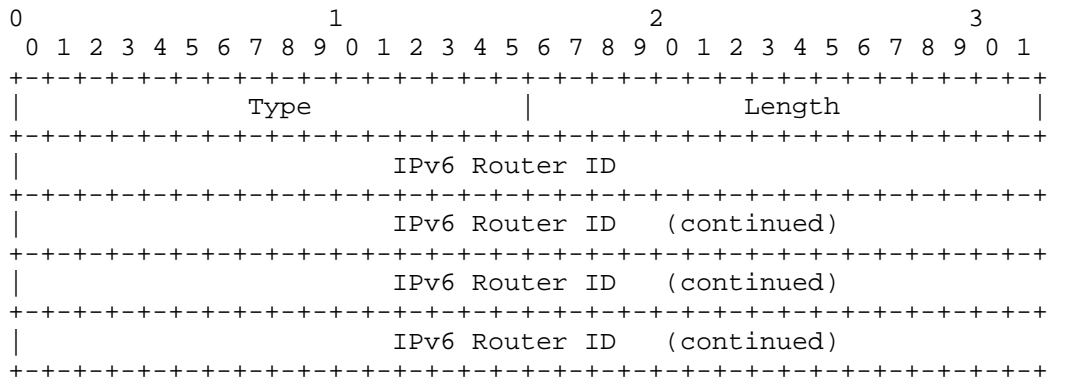 0                   1                   2                   3
 0 1 2 3 4 5 6 7 8 9 0 1 2 3 4 5 6 7 8 9 0 1 2 3 4 5 6 7 8 9 0 1
+-+-+-+-+-+-+-+-+-+-+-+-+-+-+-+-+-+-+-+-+-+-+-+-+-+-+-+-+-+-+-+-+
|              Type             |             Length            |
+-+-+-+-+-+-+-+-+-+-+-+-+-+-+-+-+-+-+-+-+-+-+-+-+-+-+-+-+-+-+-+-+
|                       IPv6 Router ID
+-+-+-+-+-+-+-+-+-+-+-+-+-+-+-+-+-+-+-+-+-+-+-+-+-+-+-+-+-+-+-+-+
|                       IPv6 Router ID   (continued)
+-+-+-+-+-+-+-+-+-+-+-+-+-+-+-+-+-+-+-+-+-+-+-+-+-+-+-+-+-+-+-+-+
|                       IPv6 Router ID   (continued)
+-+-+-+-+-+-+-+-+-+-+-+-+-+-+-+-+-+-+-+-+-+-+-+-+-+-+-+-+-+-+-+-+
|                       IPv6 Router ID   (continued)
+-+-+-+-+-+-+-+-+-+-+-+-+-+-+-+-+-+-+-+-+-+-+-+-+-+-+-+-+-+-+-+-+